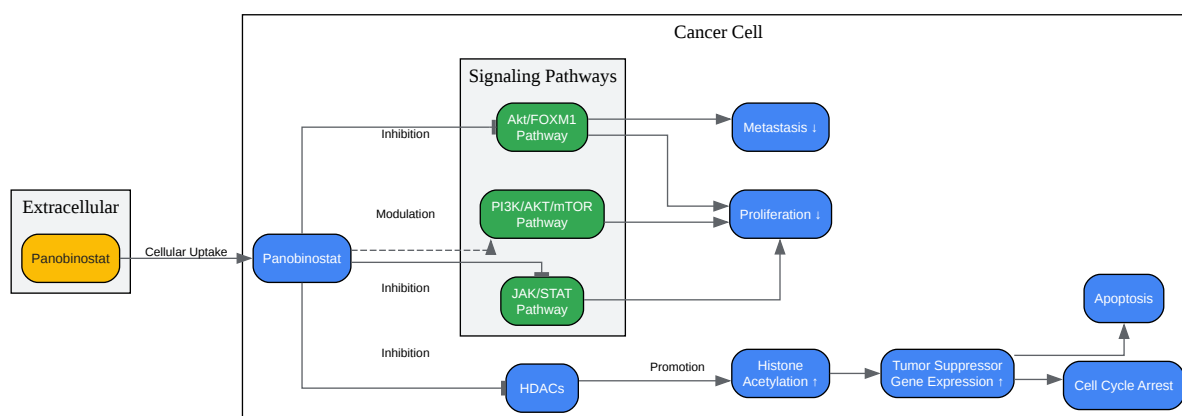 Cancer Cell
Signaling Pathways
Akt/FOXM1
Pathway
Inhibition
Metastasis ↓
Extracellular
Panobinostat
Cellular Uptake
Panobinostat
Modulation
PI3K/AKT/mTOR
Pathway
Proliferation ↓
Inhibition
JAK/STAT
Pathway
Apoptosis
Inhibition
HDACs
Promotion
Histone
Acetylation ↑
Tumor Suppressor
Gene Expression ↑
Cell Cycle Arrest